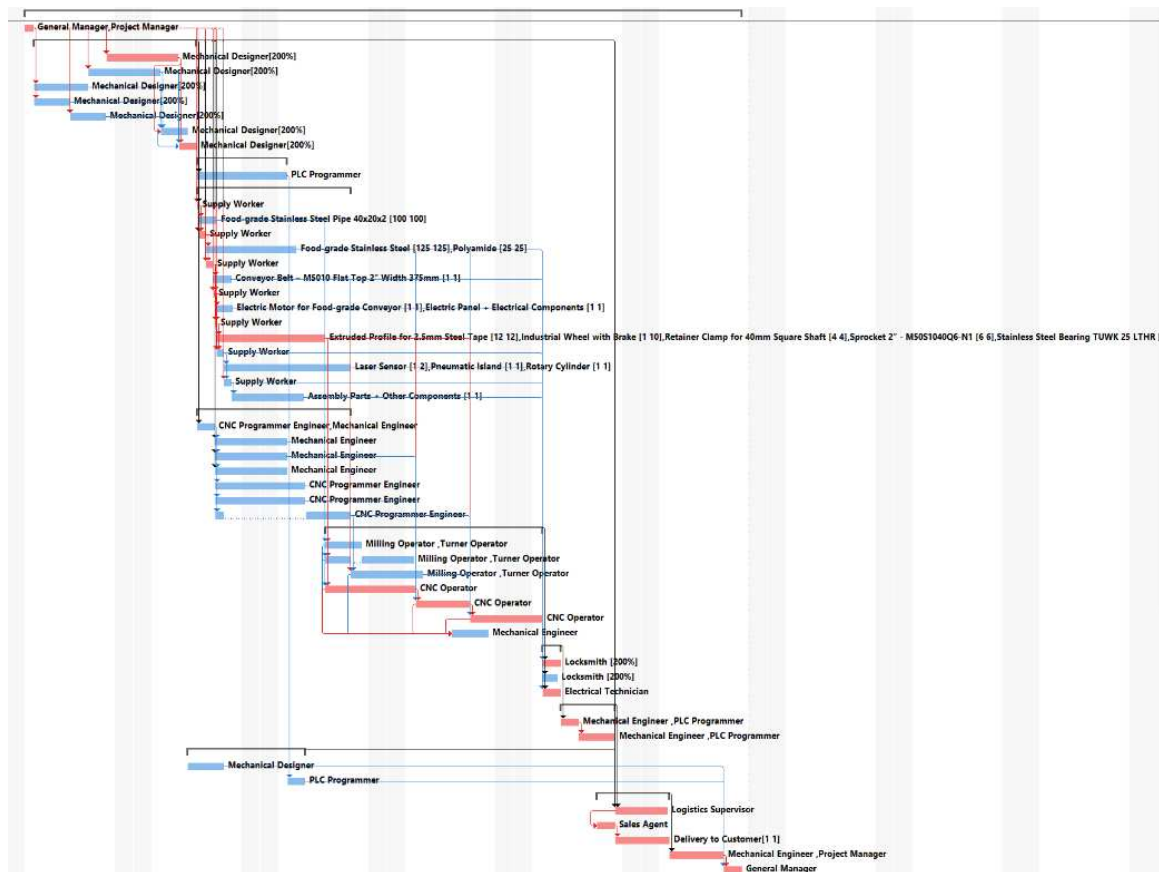 General Manager,Project Manager
Mechanical Designer[200%]
Mechanical Designer[200%]
Mechanical Designer[200%]
Mechanical Designer[200%]
Mechanical Designer[200%]
Mechanical Designer[200%]
Mechanical Designer[200%]
PLC Programmer
Supply Worker
Food-grade Stainless Steel Pipe 40x20x2 [100 100]
Supply Worker
Food-grade Stainless Steel [125 125],Polyamide [25 25]
Supply Worker
Conveyor Belt - M5010 Flat Top 2" Width 375mm [1 1]
Supply Worker
Electric Motor for Food-grade Conveyor [1 1],Electric Panel + Electrical Components [1 1]
Supply Worker
Extruded Profile for 2.5mm Steel Tape [12 12],Industrial Wheel with Brake [1 10],Retainer Clamp for 40mm Square Shaft [4 4],Sprocket 2" - M50S1040Q6-N1 [6 6],Stainless Steel Bearing TUWK 25 LTHR [
Supply Worker
Laser Sensor [1 2],Pneumatic Island [1 1],Rotary Cylinder [1 1]
Supply Worker
Assembly Parts + Other Components [1 1]
CNC Programmer Engineer,Mechanical Engineer
Mechanical Engineer
Mechanical Engineer
Mechanical Engineer
CNC Programmer Engineer
CNC Programmer Engineer
CNC Programmer Engineer
Milling Operator ,Turner Operator
Milling Operator ,Turner Operator
Milling Operator ,Turner Operator
CNC Operator
CNC Operator
CNC Operator
Mechanical Engineer
Locksmith [200%]
Locksmith [200%]
Electrical Technician
Mechanical Engineer ,PLC Programmer
Mechanical Engineer ,PLC Programmer
Mechanical Designer
PLC Programmer
Logistics Supervisor
Sales Agent
Delivery to Customer[1 1]
Mechanical Engineer ,Project Manager
General Manager